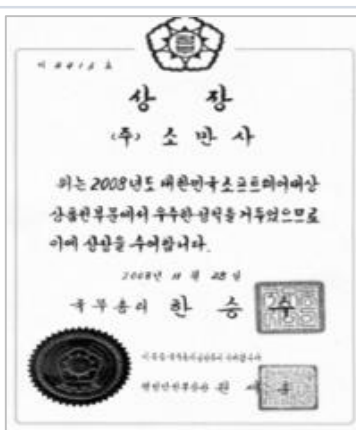 상 장
(주) 소만사
위는 2008년도 대한민국소프트웨어대상
상품부문에서 우수한 성적을 거두었으므로
이에 상장을 수여합니다.
2008년 11월 28일
국무총리 한승수